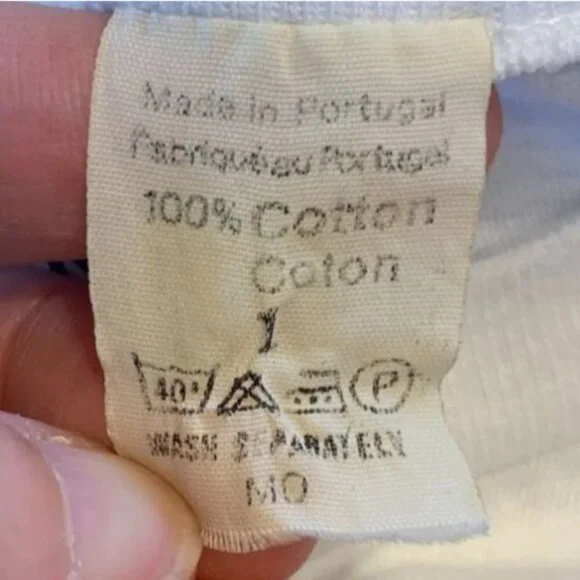 Made in Portugal
Fabriqué au Portugal
100% Cotton
Coton
1
40° P
WASH SEPARATELY
MO